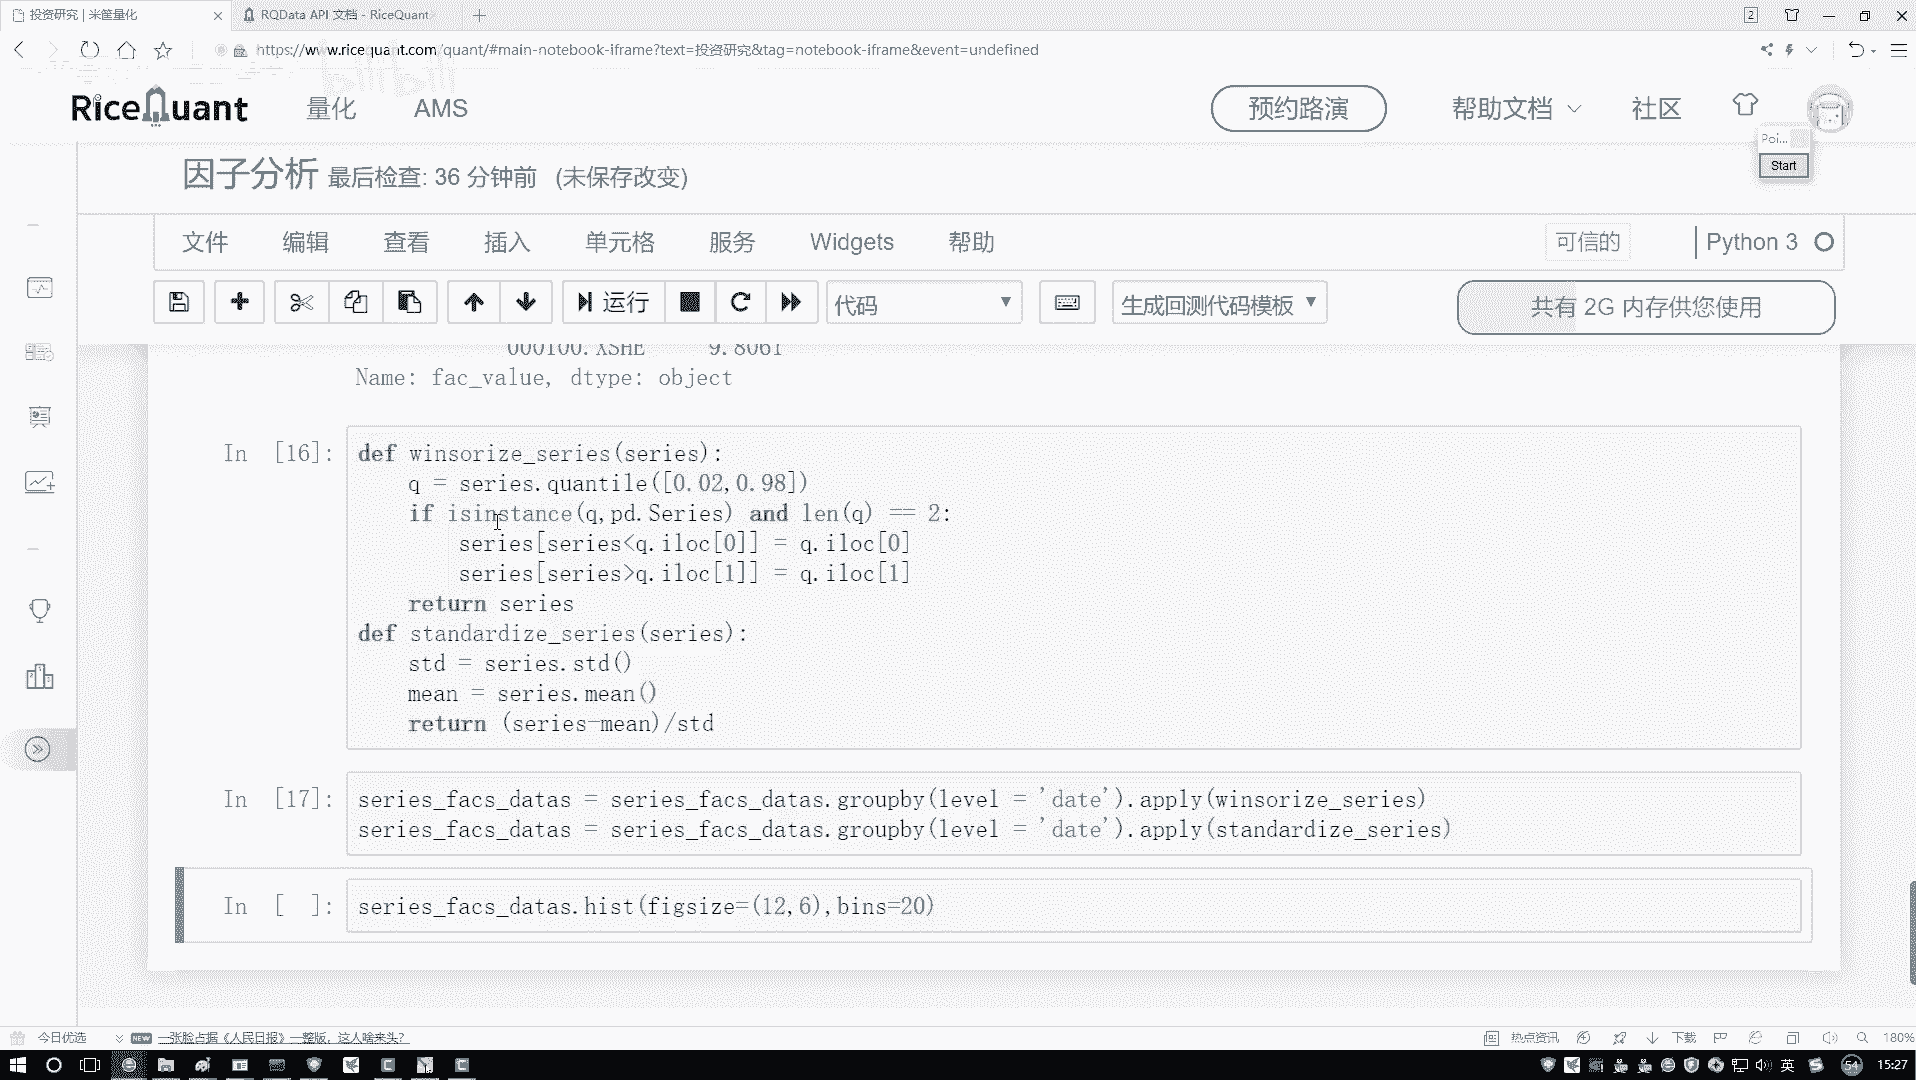 投资研究 | 米筐量化
RQData API 文档 - RiceQuant
2
https://www.ricequant.com/quant/#main-notebook-iframe?text=投资研究&tag=notebook-iframe&event=undefined
bilibili
RiceQuant
量化
AMS
预约路演
帮助文档
社区
Poi...
Start
因子分析 最后检查: 36 分钟前 (未保存改变)
文件 编辑 查看 插入 单元格 服务 Widgets 帮助
可信的
Python 3
运行
代码
生成回测代码模板
共有 2G 内存供您使用
000100.XSHE 9.8061
Name: fac_value, dtype: object
In [16]:
def winsorize_series(series):
q = series.quantile([0.02,0.98])
if isinstance(q,pd.Series) and len(q) == 2:
series[series<q.iloc[0]] = q.iloc[0]
series[series>q.iloc[1]] = q.iloc[1]
return series
def standardize_series(series):
std = series.std()
mean = series.mean()
return (series-mean)/std
In [17]:
series_facs_datas = series_facs_datas.groupby(level = 'date').apply(winsorize_series)
series_facs_datas = series_facs_datas.groupby(level = 'date').apply(standardize_series)
In [ ]:
series_facs_datas.hist(figsize=(12,6),bins=20)
今日优选
NEW
一张脸占据《人民日报》一整版，这人啥来头?
热点资讯
下载
180%
英
54
15:27